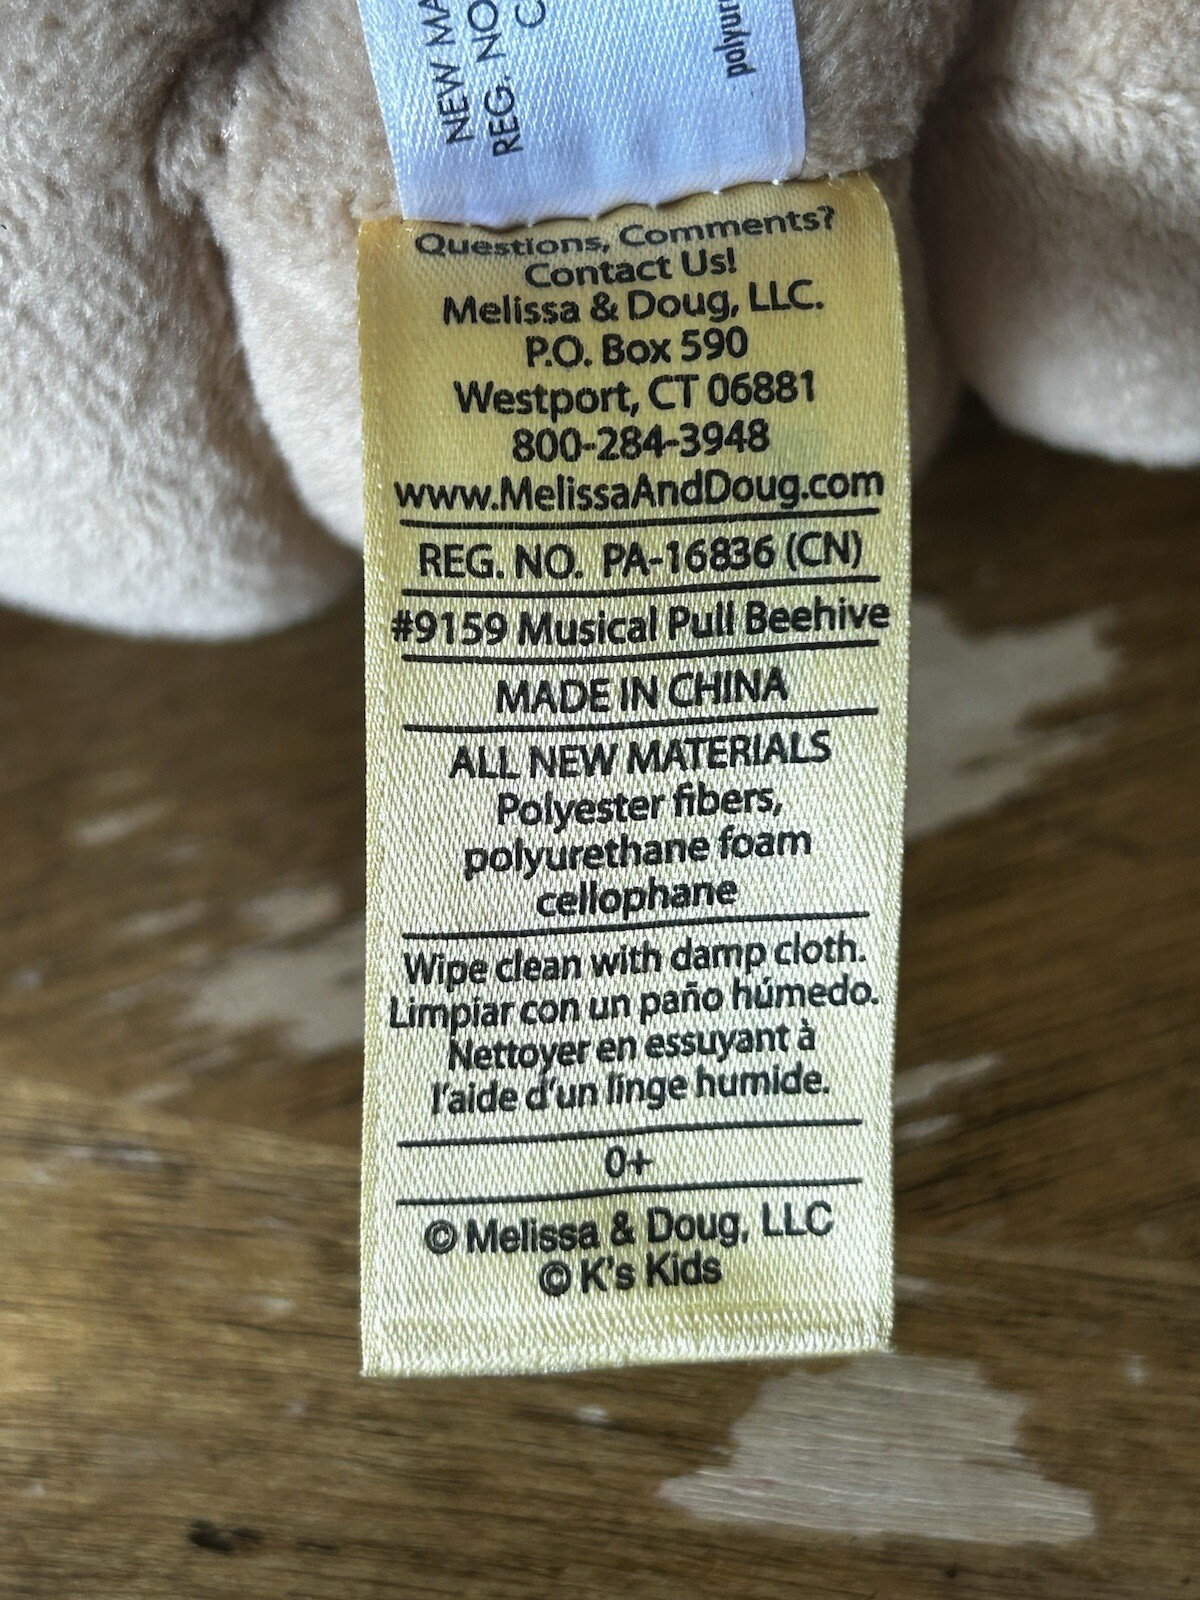 NEW
REG. NO
Questions, Comments?
Contact Us!
Melissa & Doug, LLC.
P.O. Box 590
Westport, CT 06881
800-284-3948
www.MelissaAndDoug.com
REG. NO. PA-16836 (CN)
#9159 Musical Pull Beehive
MADE IN CHINA
ALL NEW MATERIALS
Polyester fibers,
polyurethane foam
cellophane
Wipe clean with damp cloth.
Limpiar con un paño húmedo.
Nettoyer en essuyant à
l'aide d'un linge humide.
0+
© Melissa & Doug, LLC
© K's Kids